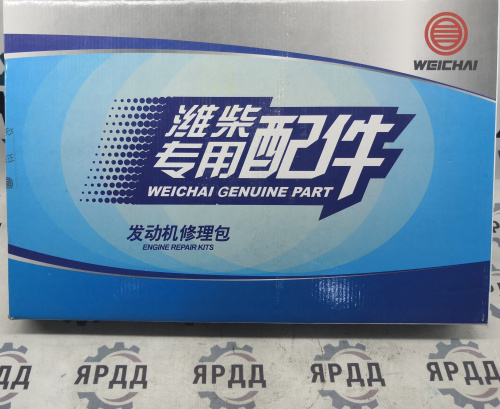 WEICHAI
潍柴
专用配件
WEICHAI GENUINE PART
发动机修理包
ENGINE REPAIR KITS
ЯРДД ЯРДД ЯРДД ЯРДД